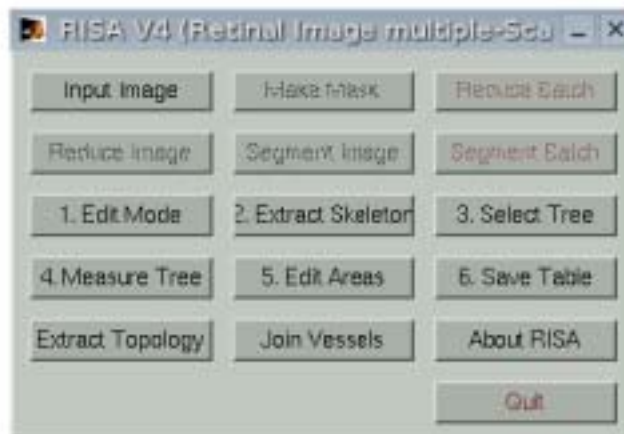 RISA V4 (Retinal Image multiple-Sca
Input Image Make Mask Reduce Batch
Reduce Image Segment Image Segment Batch
1. Edit Mode 2. Extract Skeleton 3. Select Tree
4. Measure Tree 5. Edit Areas 6. Save Table
Extract Topology Join Vessels About RISA
Quit